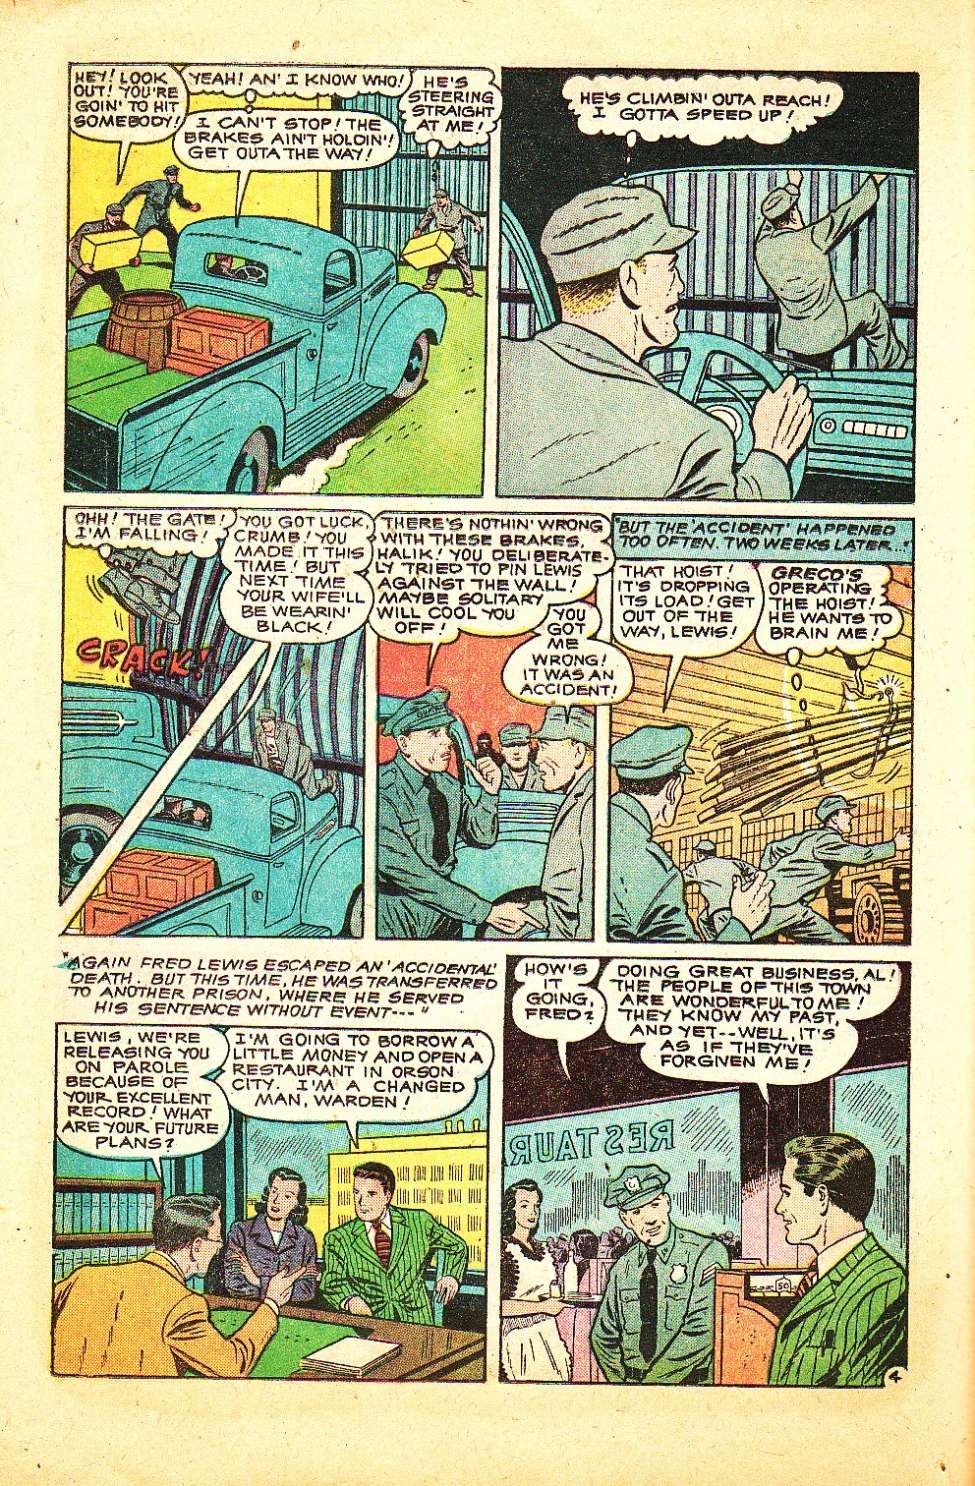 HEY! LOOK
OUT! YOU'RE
GOIN' TO HIT
SOMEBODY!
YEAH! AN' I KNOW WHO!
I CAN'T STOP! THE
BRAKES AIN'T HOLDIN'!
GET OUTA THE WAY!
HE'S
STEERING
STRAIGHT
AT ME!
HE'S CLIMBIN' OUTA REACH!
I GOTTA SPEED UP!
OHH! THE GATE!
I'M FALLING!
CRACK!
YOU GOT LUCK,
CRUMB! YOU
MADE IT THIS
TIME! BUT
NEXT TIME
YOUR WIFE'LL
BE WEARIN'
BLACK!
THERE'S NOTHIN' WRONG
WITH THESE BRAKES,
HALIK! YOU DELIBERATE-
LY TRIED TO PIN LEWIS
AGAINST THE WALL!
MAYBE SOLITARY
WILL COOL YOU
OFF!
YOU
GOT
ME
WRONG!
IT WAS AN
ACCIDENT!
"BUT THE 'ACCIDENT' HAPPENED
TOO OFTEN. TWO WEEKS LATER..."
THAT HOIST!
IT'S DROPPING
ITS LOAD! GET
OUT OF THE
WAY, LEWIS!
GRECO'S
OPERATING
THE HOIST!
HE WANTS TO
BRAIN ME!
"AGAIN FRED LEWIS ESCAPED AN 'ACCIDENTAL'
DEATH. BUT THIS TIME, HE WAS TRANSFERRED
TO ANOTHER PRISON, WHERE HE SERVED
HIS SENTENCE WITHOUT EVENT---"
LEWIS, WE'RE
RELEASING YOU
ON PAROLE
BECAUSE OF
YOUR EXCELLENT
RECORD! WHAT
ARE YOUR FUTURE
PLANS?
I'M GOING TO BORROW A
LITTLE MONEY AND OPEN A
RESTAURANT IN ORSON
CITY. I'M A CHANGED
MAN, WARDEN!
HOW'S
IT
GOING,
FRED?
DOING GREAT BUSINESS, AL!
THE PEOPLE OF THIS TOWN
ARE WONDERFUL TO ME!
THEY KNOW MY PAST,
AND YET--WELL, IT'S
AS IF THEY'VE
FORGIVEN ME!
RESTAUR
50
4